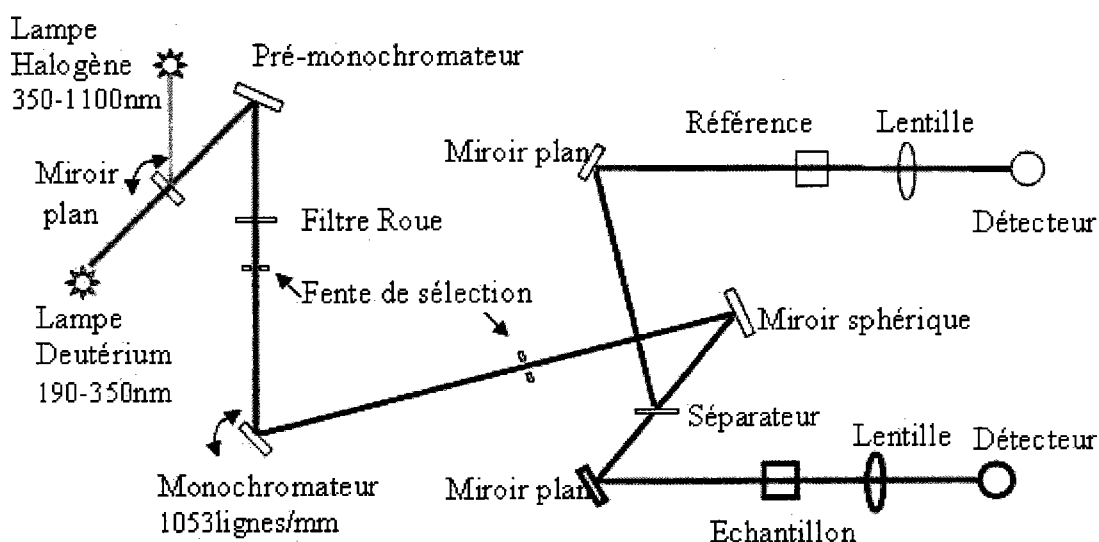 Lampe
Halogène
350-1100nm
Pré-monochromateur
Miroir
plan
Filtre Roue
Fente de sélection
Lampe
Deutérium
190-350nm
Monochromateur
1053lignes/mm
Miroir plan
Référence
Lentille
Détecteur
Miroir sphérique
Séparateur
Miroir plan
Echantillon
Lentille
Détecteur